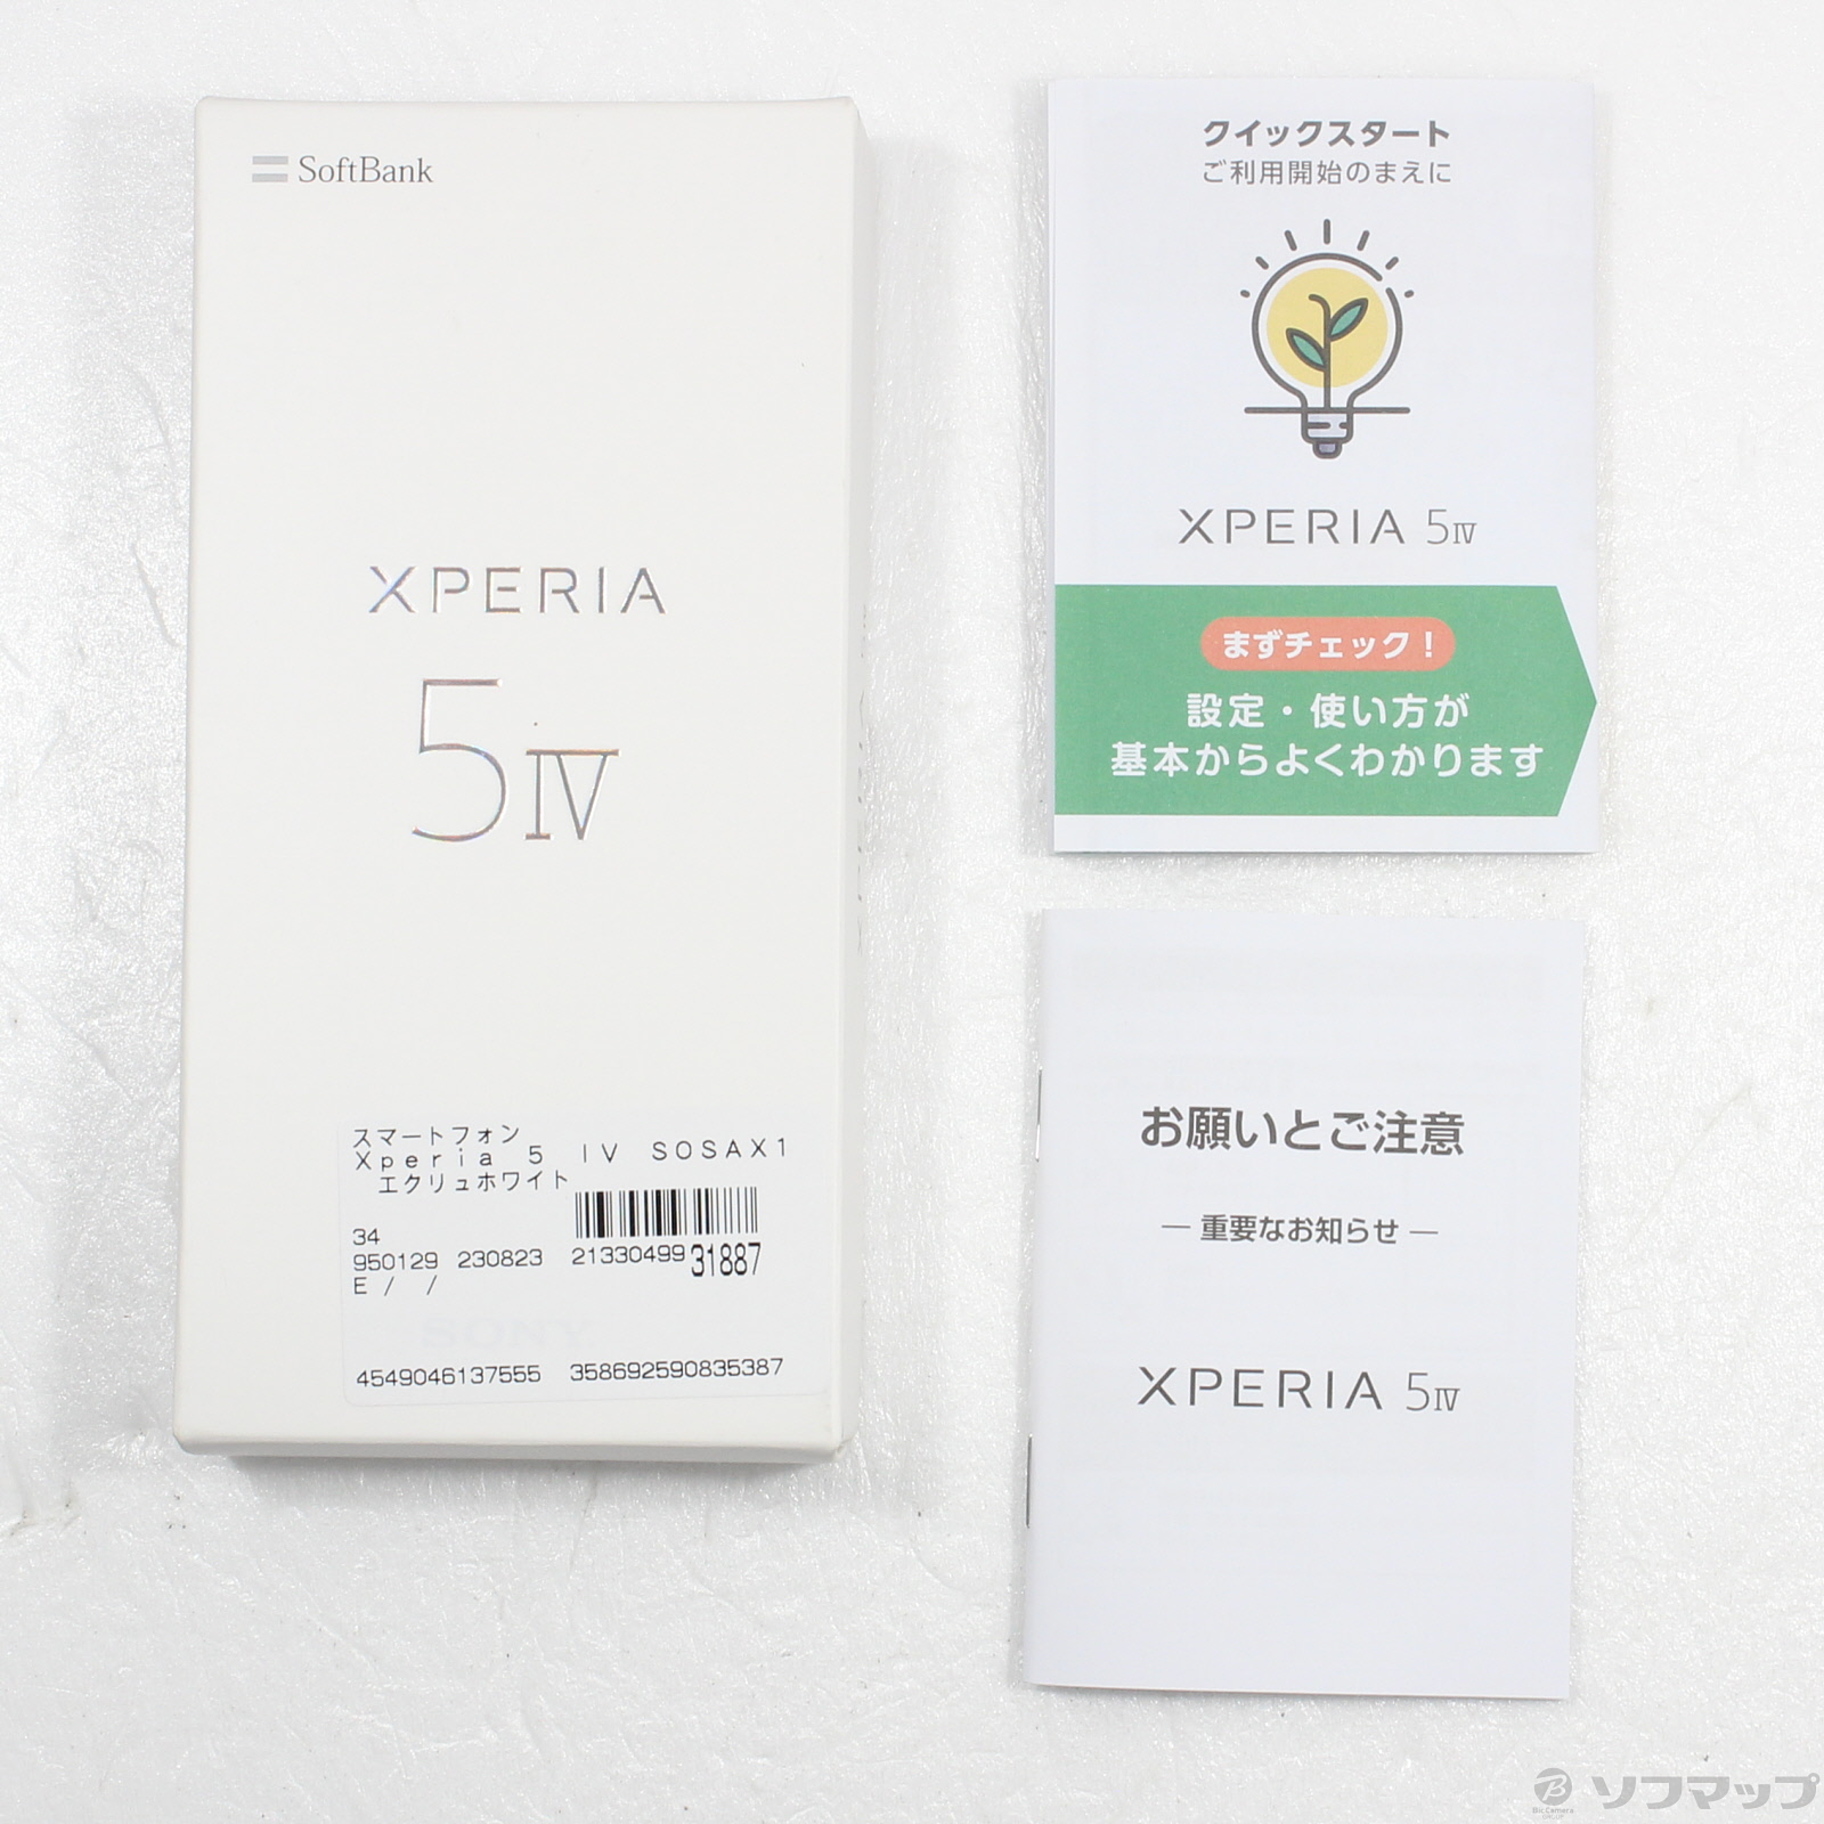 SoftBank
XPERIA
5IV
スマートフォン
Xperia 5 IV SOSAX1
エクリュホワイト
34
950129 230823 2133049931887
E / /
SONY
4549046137555 358692590835387
クイックスタート
ご利用開始のまえに
XPERIA 5IV
まずチェック!
設定・使い方が
基本からよくわかります
お願いとご注意
― 重要なお知らせ ―
XPERIA 5IV
Bic Camera
GROUP
ソフマップ